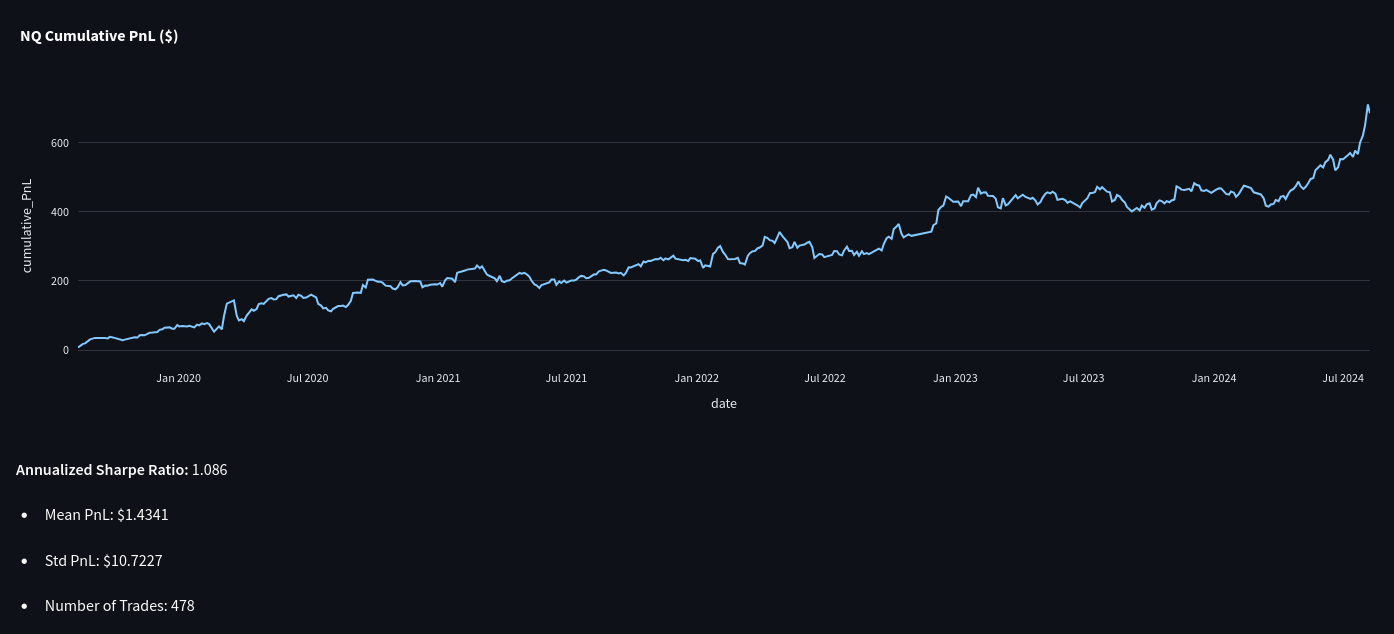 NQ Cumulative PnL ($)
cumulative_PnL
600
400
200
0
Jan 2020 Jul 2020 Jan 2021 Jul 2021 Jan 2022 Jul 2022 Jan 2023 Jul 2023 Jan 2024 Jul 2024
date
Annualized Sharpe Ratio: 1.086
• Mean PnL: $1.4341
• Std PnL: $10.7227
• Number of Trades: 478